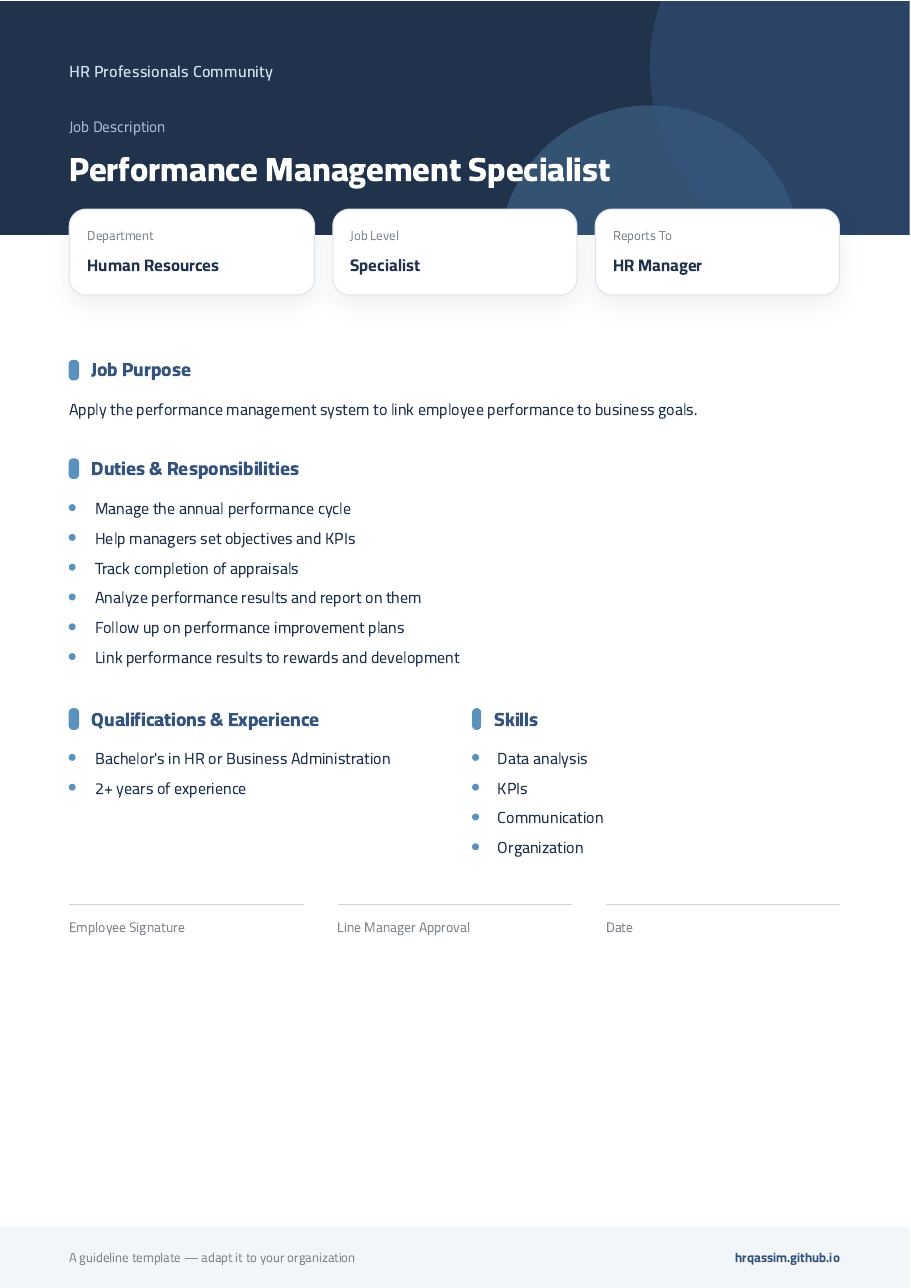 HR Professionals Community
Job Description
Performance Management Specialist
Department
Human Resources
Job Level
Specialist
Reports To
HR Manager
Job Purpose
Apply the performance management system to link employee performance to business goals.
Duties & Responsibilities
Manage the annual performance cycle
Help managers set objectives and KPIs
Track completion of appraisals
Analyze performance results and report on them
Follow up on performance improvement plans
Link performance results to rewards and development
Qualifications & Experience
Bachelor's in HR or Business Administration
2+ years of experience
Skills
Data analysis
KPIs
Communication
Organization
Employee Signature
Line Manager Approval
Date
A guideline template — adapt it to your organization
hrqassim.github.io